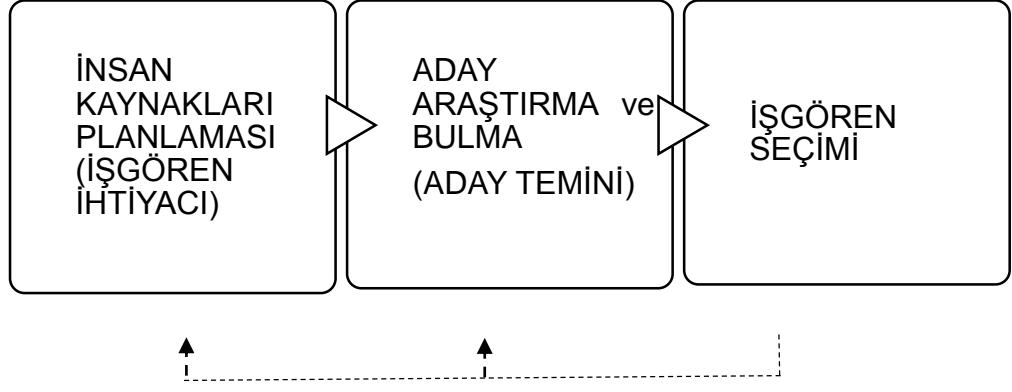 İNSAN
KAYNAKLARI
PLANLAMASI
(İŞGÖREN
İHTİYACI)
ADAY
ARAŞTIRMA ve
BULMA
(ADAY TEMİNİ)
İŞGÖREN
SEÇİMİ